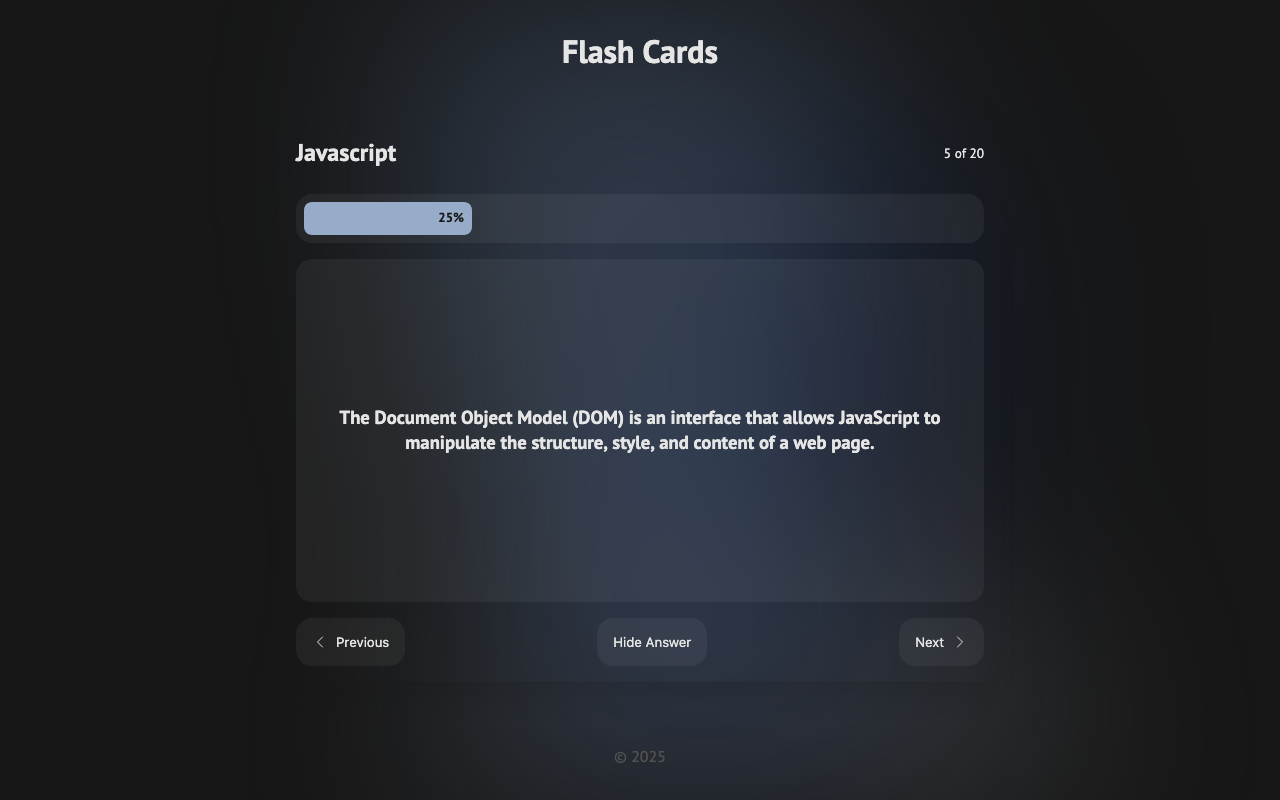 Flash Cards
Javascript
5 of 20
25%
The Document Object Model (DOM) is an interface that allows JavaScript to
manipulate the structure, style, and content of a web page.
Previous
Hide Answer
Next
© 2025